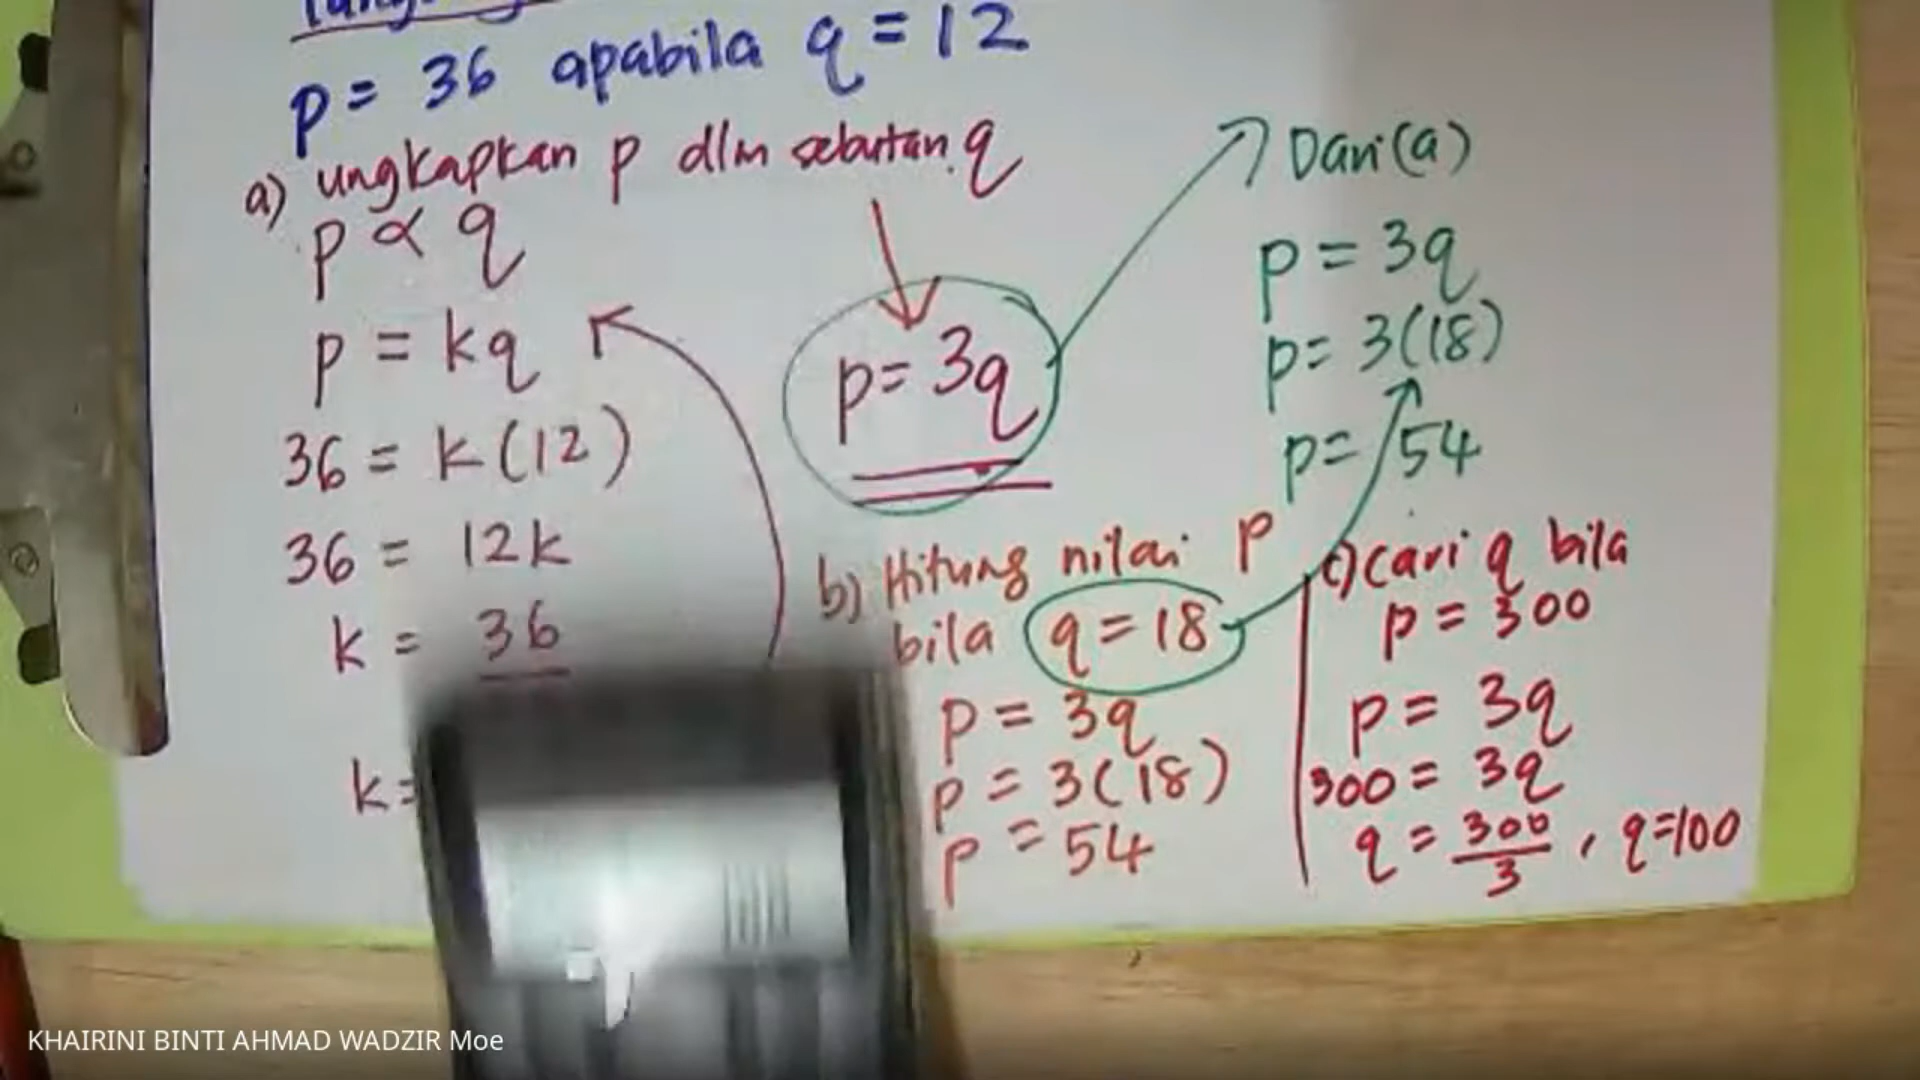 p = 36 apabila q = 12
a) ungkapkan p dlm sebutan q
p ∝ q
p = kq
36 = k(12)
36 = 12k
k = 36
k =
p = 3q
Dari (a)
p = 3q
p = 3(18)
p = 54
b) Hitung nilai p
bila q = 18
p = 3q
p = 3(18)
p = 54
c) cari q bila
p = 300
p = 3q
300 = 3q
q = 300/3 , q=100
KHAIRINI BINTI AHMAD WADZIR Moe